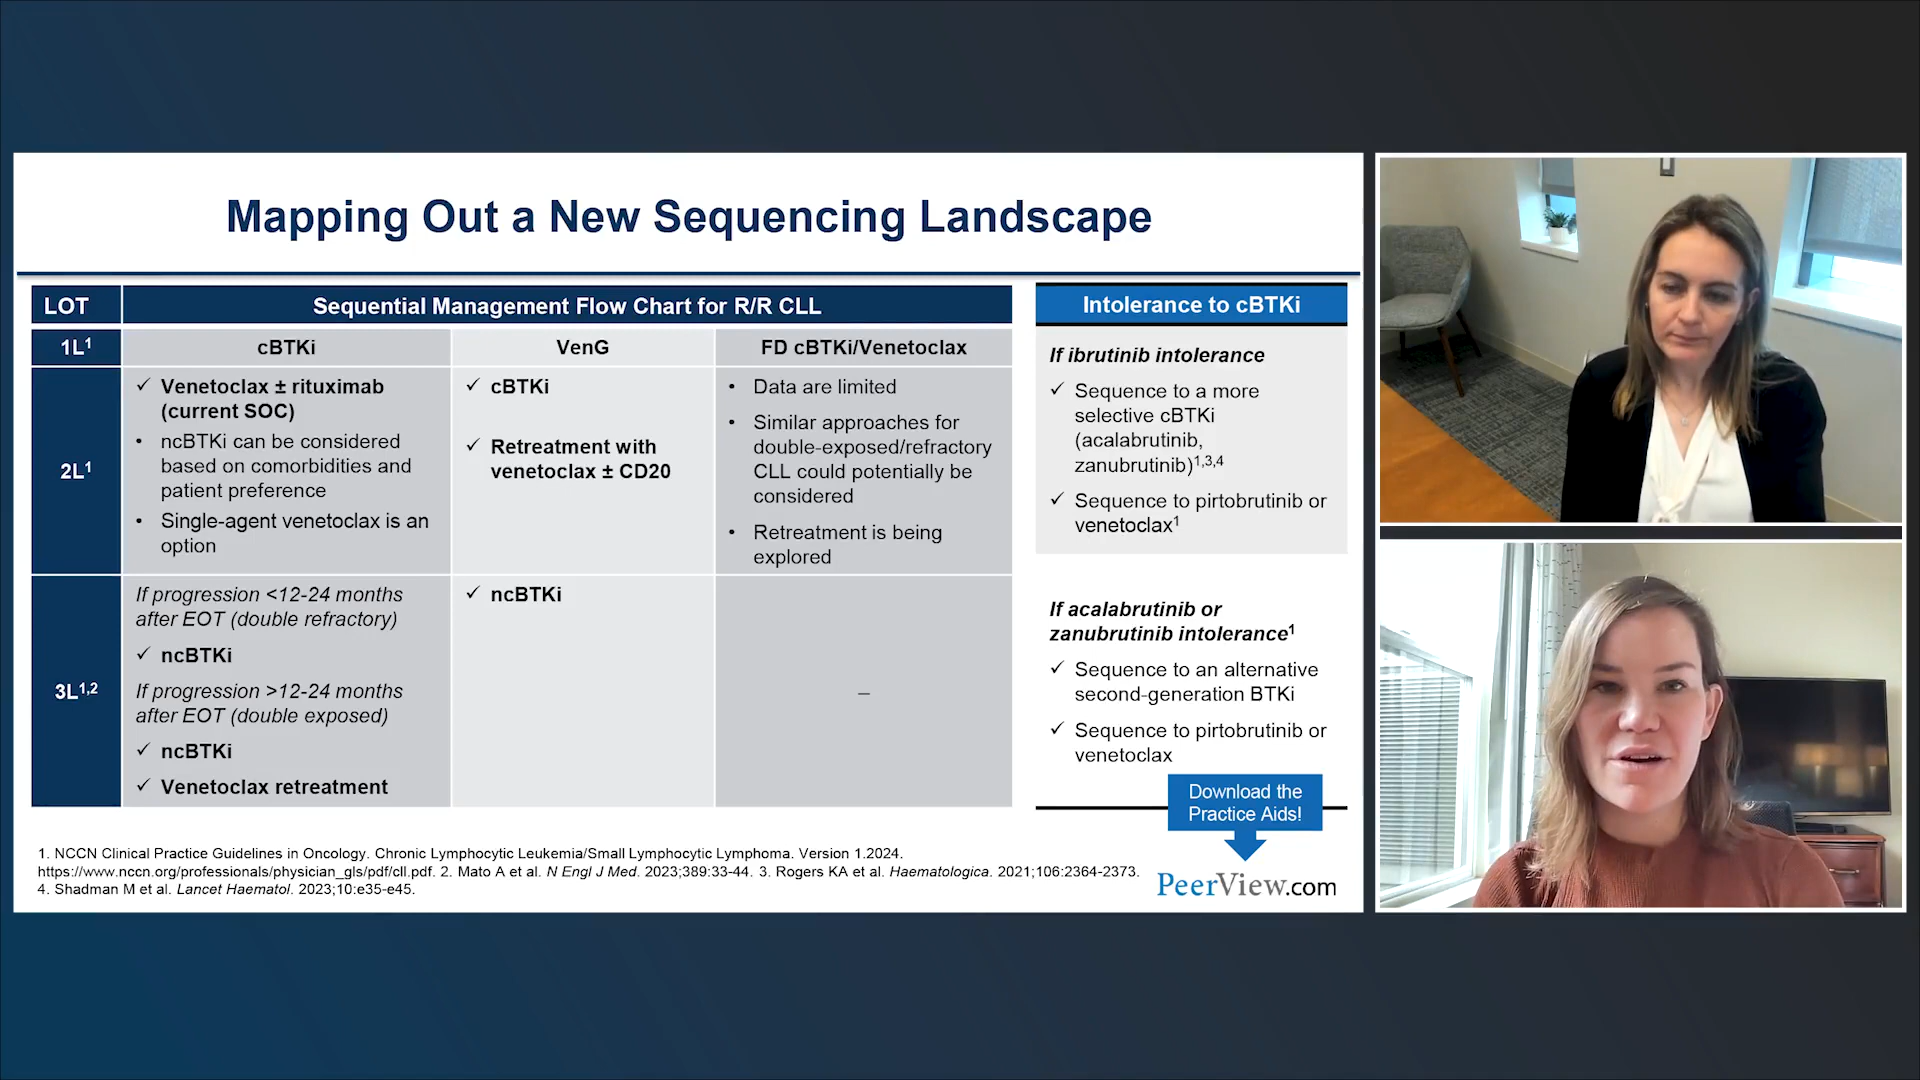 Mapping Out a New Sequencing Landscape
LOT
Sequential Management Flow Chart for R/R CLL
1L¹
cBTKi
VenG
FD cBTKi/Venetoclax
2L¹
✓ Venetoclax ± rituximab
(current SOC)
• ncBTKi can be considered
based on comorbidities and
patient preference
• Single-agent venetoclax is an
option
✓ cBTKi
✓ Retreatment with
venetoclax ± CD20
• Data are limited
• Similar approaches for
double-exposed/refractory
CLL could potentially be
considered
• Retreatment is being
explored
3L¹,²
If progression <12-24 months
after EOT (double refractory)
✓ ncBTKi
If progression >12-24 months
after EOT (double exposed)
✓ ncBTKi
✓ Venetoclax retreatment
✓ ncBTKi
–
Intolerance to cBTKi
If ibrutinib intolerance
✓ Sequence to a more
selective cBTKi
(acalabrutinib,
zanubrutinib)¹,³,⁴
✓ Sequence to pirtobrutinib or
venetoclax¹
If acalabrutinib or
zanubrutinib intolerance¹
✓ Sequence to an alternative
second-generation BTKi
✓ Sequence to pirtobrutinib or
venetoclax
Download the
Practice Aids!
1. NCCN Clinical Practice Guidelines in Oncology. Chronic Lymphocytic Leukemia/Small Lymphocytic Lymphoma. Version 1.2024.
https://www.nccn.org/professionals/physician_gls/pdf/cll.pdf. 2. Mato A et al. N Engl J Med. 2023;389:33-44. 3. Rogers KA et al. Haematologica. 2021;106:2364-2373.
4. Shadman M et al. Lancet Haematol. 2023;10:e35-e45.
PeerView.com